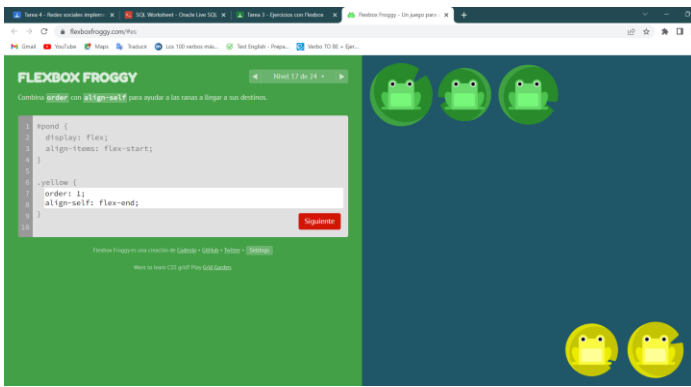 Tarea 4 - Redes sociales implem
SQL Worksheet - Oracle Live SQL
Tarea 3 - Ejercicios con Flexbox
Flexbox Froggy - Un juego para
flexboxfroggy.com/#es
Gmail YouTube Maps Traducir Los 100 verbos más... Test English - Prepa... Verbo TO BE – Ejer...
FLEXBOX FROGGY
Nivel 17 de 24
Combina order con align-self para ayudar a las ranas a llegar a sus destinos.
1 #pond {
2 display: flex;
3 align-items: flex-start;
4 }
5
6 .yellow {
7 order: 1;
8 align-self: flex-end;
9 }
10
Siguiente
Flexbox Froggy es una creación de Codepip • GitHub • Twitter • Settings
Want to learn CSS grid? Play Grid Garden.